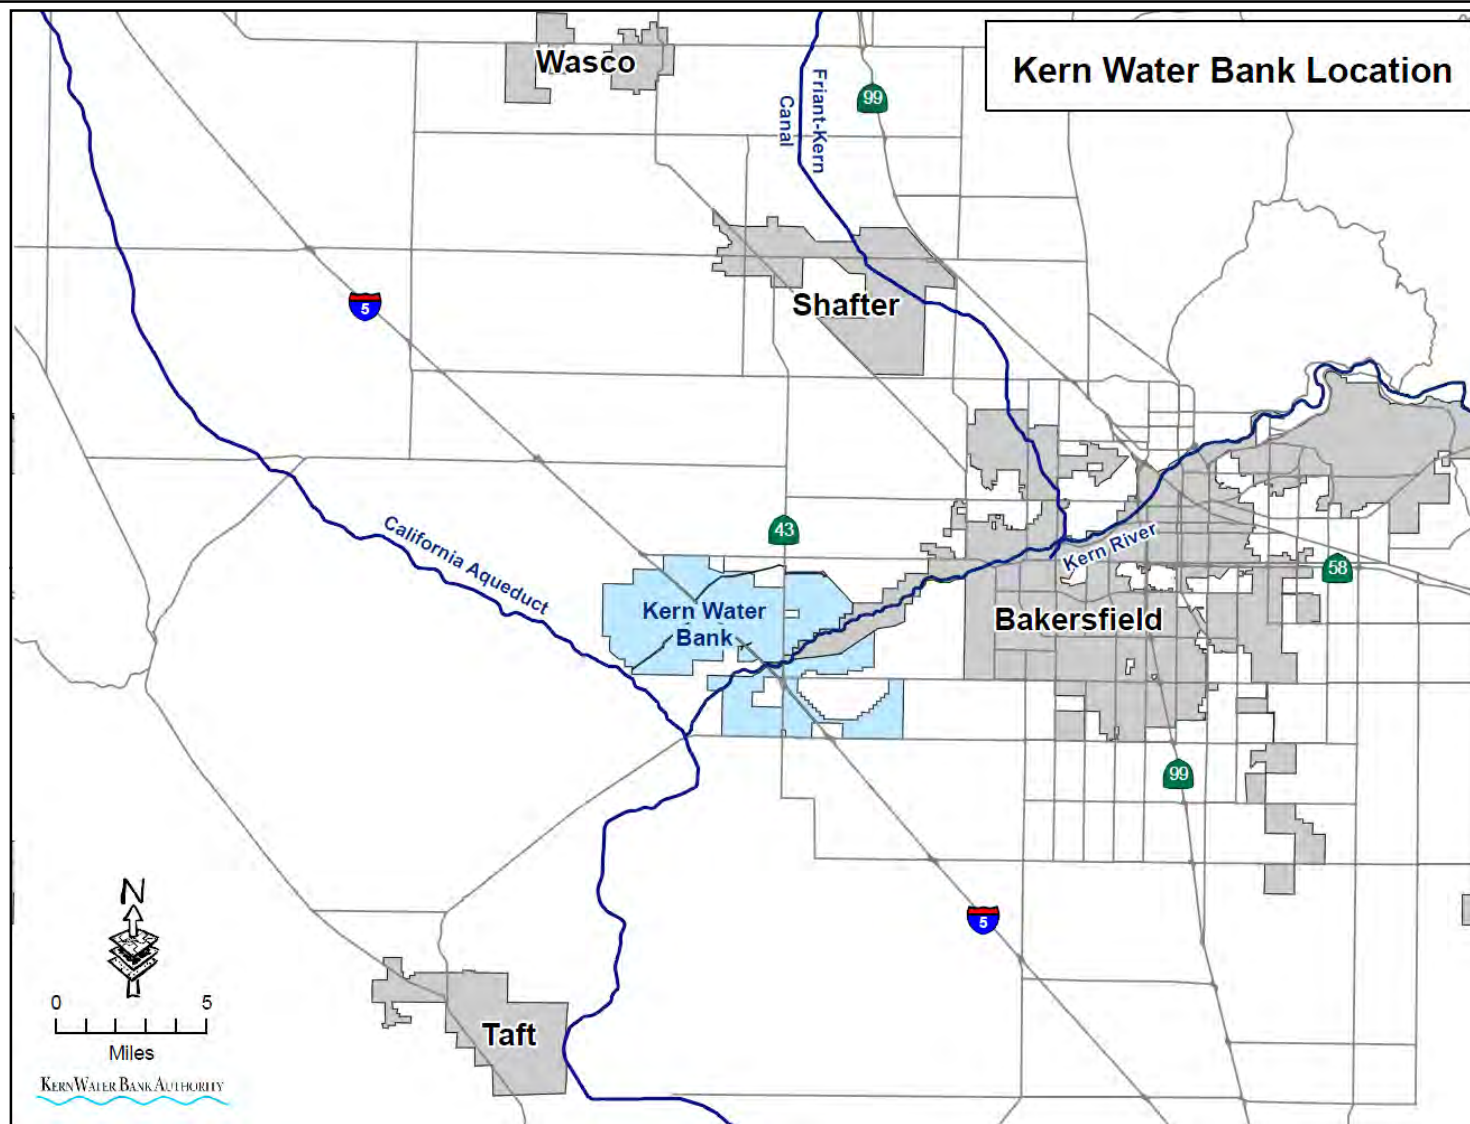 Kern Water Bank Location
Wasco
Friant-Kern
Canal
99
Shafter
5
43
California Aqueduct
Kern River
58
Kern Water
Bank
Bakersfield
99
5
N
0 5
Miles
Taft
KERN WATER BANK AUTHORITY